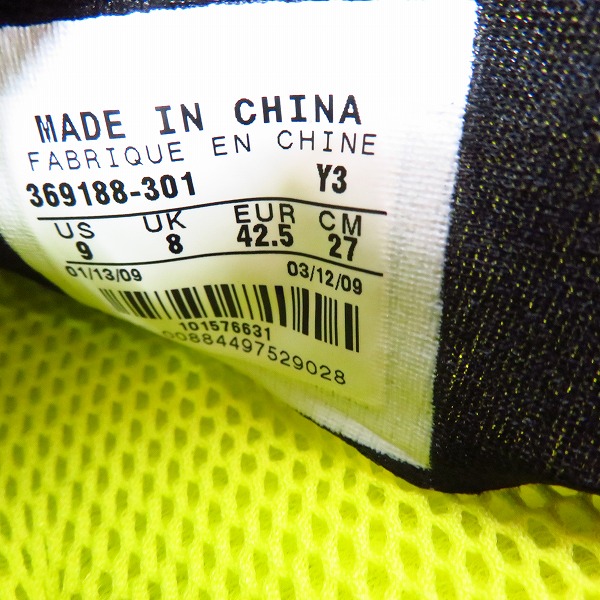 MADE IN CHINA
FABRIQUE EN CHINE
369188-301 Y3
US UK EUR CM
9 8 42.5 27
01/13/09 03/12/09
101576631
00884497529028